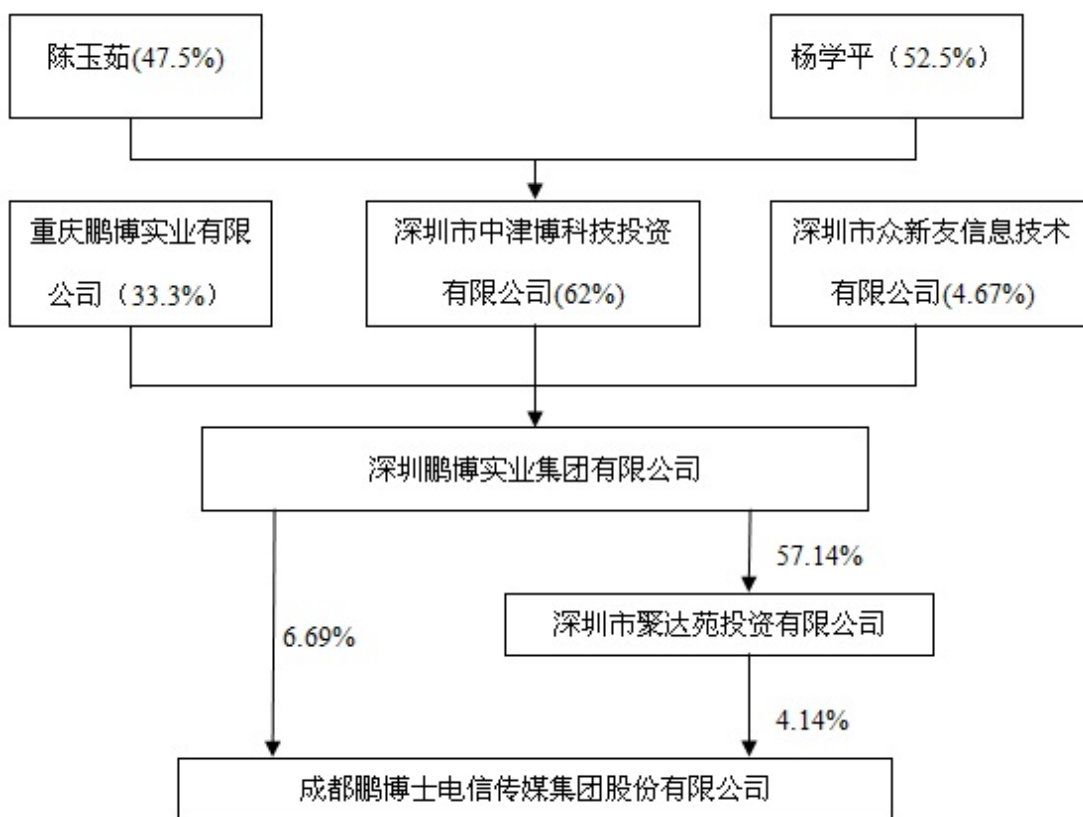 陈玉茹(47.5%)
杨学平（52.5%）
重庆鹏博实业有限
公司（33.3%）
深圳市中津博科技投资
有限公司(62%)
深圳市众新友信息技术
有限公司(4.67%)
深圳鹏博实业集团有限公司
57.14%
深圳市聚达苑投资有限公司
6.69%
4.14%
成都鹏博士电信传媒集团股份有限公司